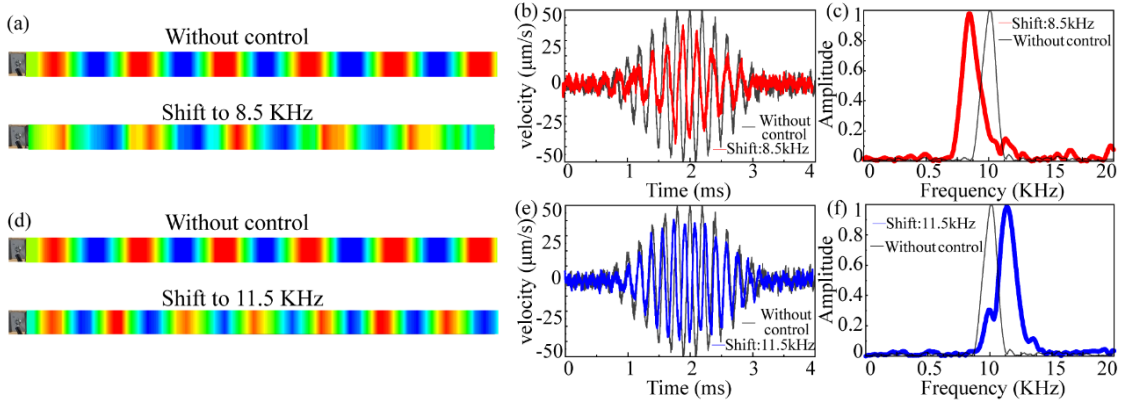 (a)
Without control
Shift to 8.5 KHz
(b)
velocity (μm/s)
50
25
0
-25
-50
Without
control
Shift:8.5kHz
0 1 2 3 4
Time (ms)
(c)
Amplitude
1
0.8
0.6
0.4
0.2
0
Shift:8.5kHz
Without control
0 0.5 10 15 20
Frequency (KHz)
(d)
Without control
Shift to 11.5 KHz
(e)
velocity (μm/s)
50
25
0
-25
-50
Without
control
Shift:11.5kHz
0 1 2 3 4
Time (ms)
(f)
Amplitude
1
0.8
0.6
0.4
0.2
0
Shift:11.5kHz
Without control
0 0.5 10 15 20
Frequency (KHz)